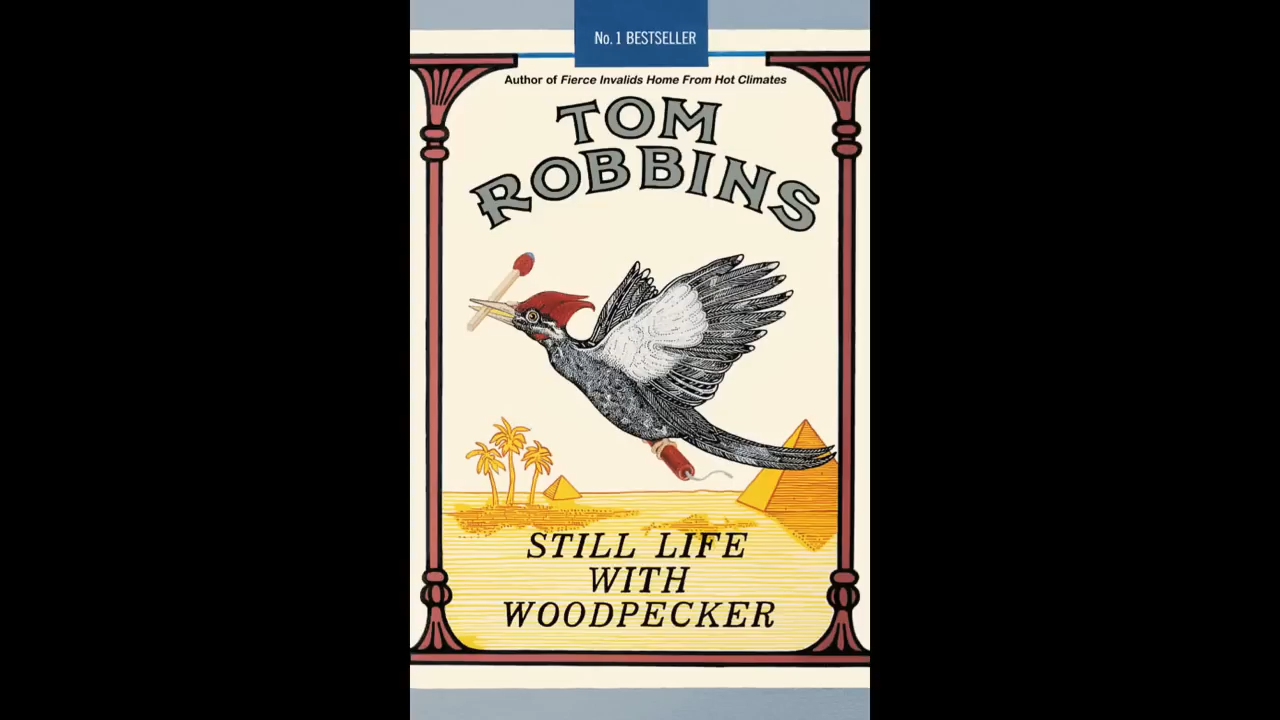 No. 1 BESTSELLER
Author of Fierce Invalids Home From Hot Climates
TOM
ROBBINS
STILL LIFE
WITH
WOODPECKER